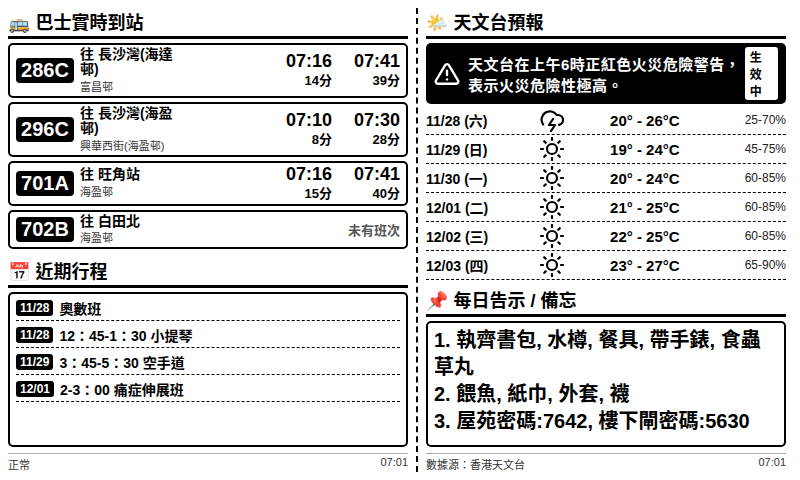 巴士實時到站
286C
往 長沙灣(海達
邨)
富昌邨
07:16
14分
07:41
39分
296C
往 長沙灣(海盈
邨)
興華西街(海盈邨)
07:10
8分
07:30
28分
701A
往 旺角站
海盈邨
07:16
15分
07:41
40分
702B
往 白田北
海盈邨
未有班次
近期行程
11/28 奧數班
11/28 12：45-1：30 小提琴
11/29 3：45-5：30 空手道
12/01 2-3：00 痛症伸展班
正常
07:01
天文台預報
天文台在上午6時正紅色火災危險警告，
表示火災危險性極高。
生
效
中
11/28 (六) 20° - 26°C 25-70%
11/29 (日) 19° - 24°C 45-75%
11/30 (一) 20° - 24°C 60-85%
12/01 (二) 21° - 25°C 60-85%
12/02 (三) 22° - 25°C 60-85%
12/03 (四) 23° - 27°C 65-90%
每日告示 / 備忘
1. 執齊書包, 水樽, 餐具, 帶手錶, 食蟲
草丸
2. 餵魚, 紙巾, 外套, 襪
3. 屋苑密碼:7642, 樓下閘密碼:5630
數據源：香港天文台
07:01